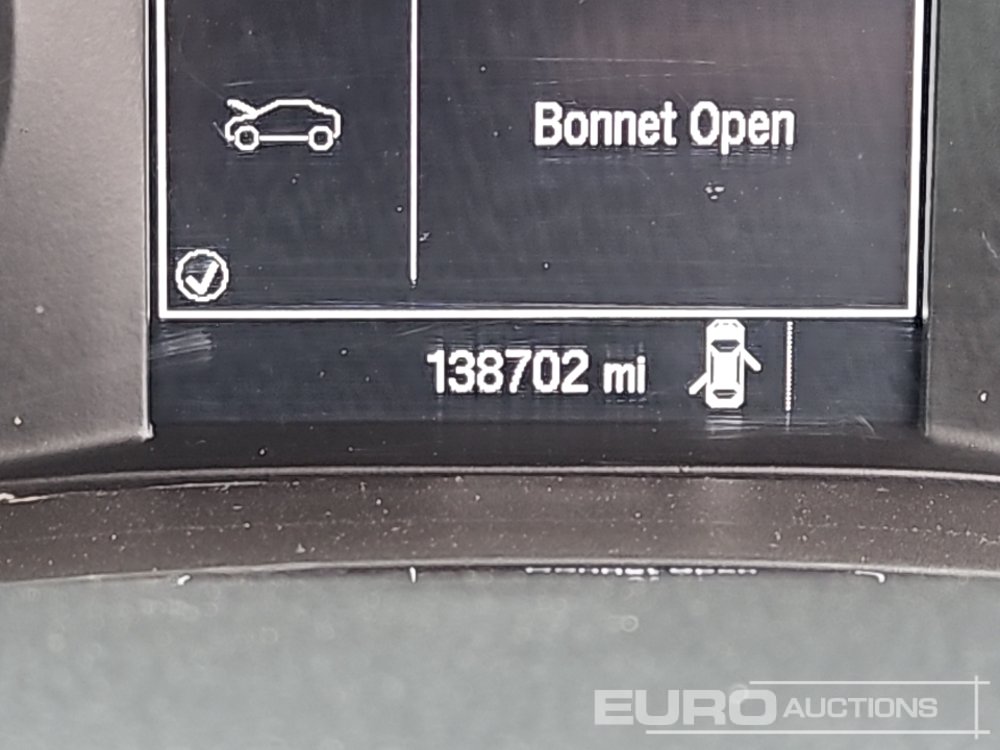 Bonnet Open
138702 mi
EURO AUCTIONS